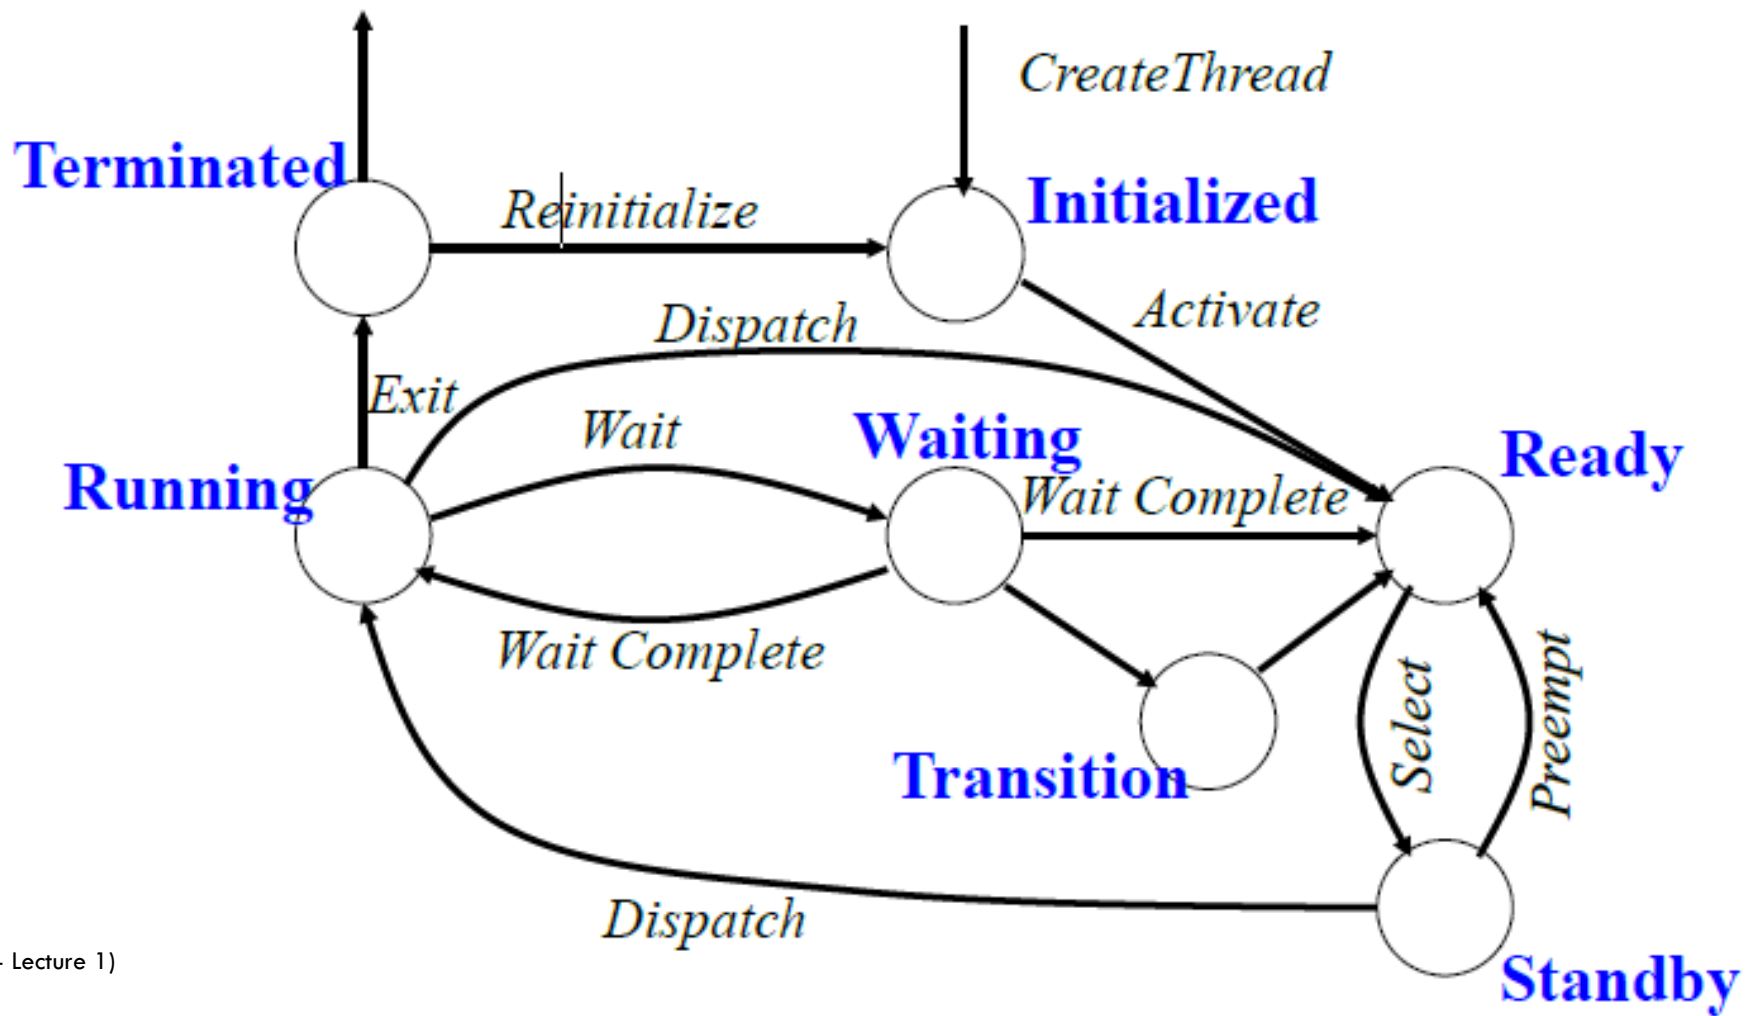 CreateThread
Terminated
Reinitialize
Initialized
Dispatch
Activate
Exit
Wait
Waiting
Ready
Running
Wait Complete
Wait Complete
Select
Preempt
Transition
Dispatch
- Lecture 1)
Standby